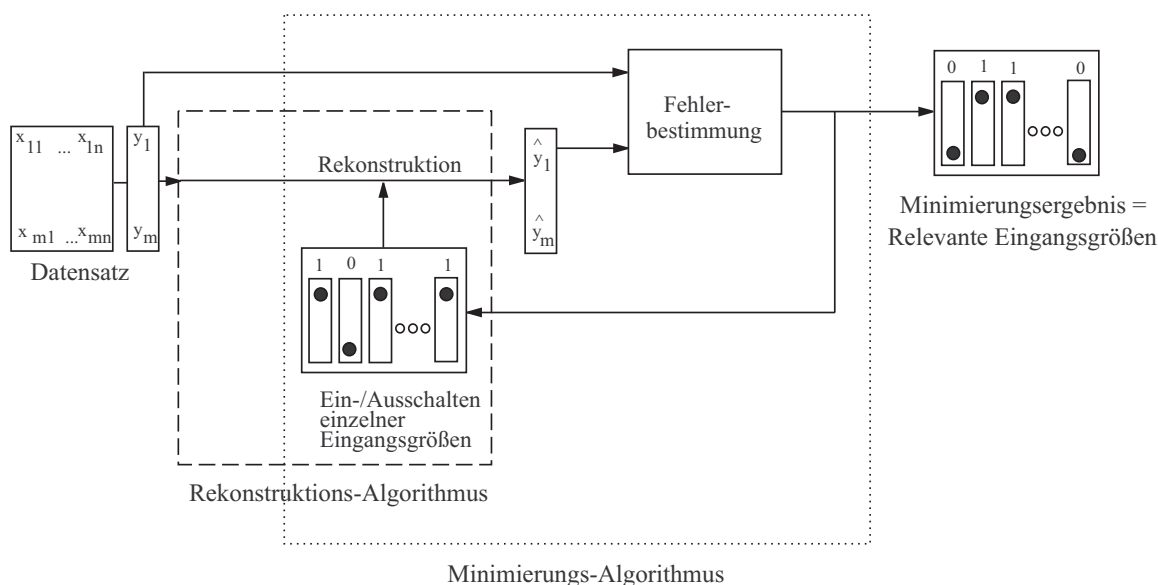 x11 ... x1n
y1
xm1 ...xmn
ym
Datensatz
Rekonstruktion
ŷ1
ŷm
Fehler-
bestimmung
1 0 1 1
Ein-/Ausschalten
einzelner
Eingangsgrößen
Rekonstruktions-Algorithmus
0 1 1 0
Minimierungsergebnis =
Relevante Eingangsgrößen
Minimierungs-Algorithmus